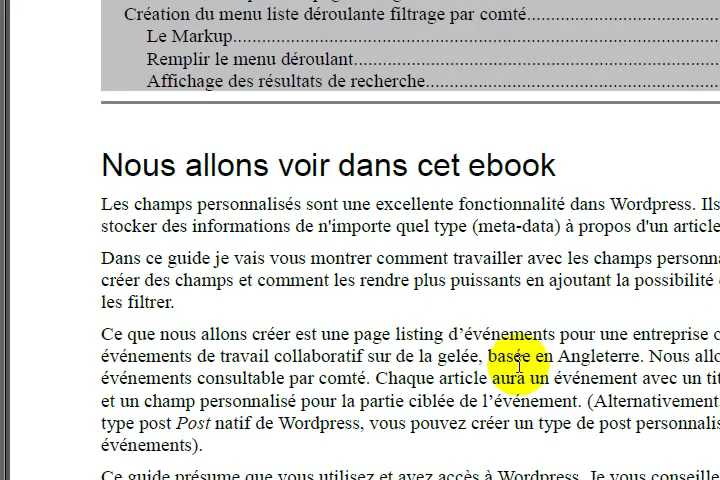 Création du menu liste déroulante filtrage par comté
Le Markup
Remplir le menu déroulant
Affichage des résultats de recherche
Nous allons voir dans cet ebook
Les champs personnalisés sont une excellente fonctionnalité dans Wordpress. Ils
stocker des informations de n'importe quel type (meta-data) à propos d'un article
Dans ce guide je vais vous montrer comment travailler avec les champs
créer des champs et comment les rendre plus puissants en ajoutant la possibilité
les filtrer.
Ce que nous allons créer est une page listing d’événements pour une entreprise
événements de travail collaboratif sur de la gelée, basée en Angleterre. Nous
événements consultable par comté. Chaque article aura un événement avec un
et un champ personnalisé pour la partie ciblée de l’événement. (Alternativement
type post Post natif de Wordpress, vous pouvez créer un type de post
événements).
Ce guide présume que vous utilisez et avez accès à Wordpress. Je vous